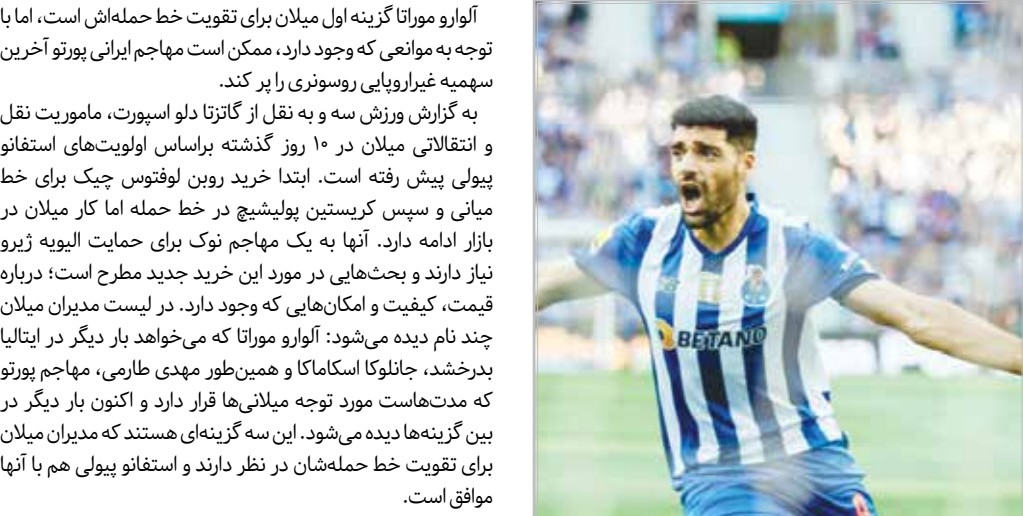 آلوارو موراتا گزینه اول میلان برای تقویت خط حمله‌اش است، اما با
توجه به موانعی که وجود دارد، ممکن است مهاجم ایرانی پورتو آخرین
سهمیه غیراروپایی روسونری را پر کند.
به گزارش ورزش سه و به نقل از گاتزتا دلو اسپورت، ماموریت نقل
و انتقالاتی میلان در ۱۰ روز گذشته براساس اولویت‌های استفانو
پیولی پیش رفته است. ابتدا خرید روبن لوفتوس چیک برای خط
میانی و سپس کریستین پولیشیچ در خط حمله اما کار میلان در
بازار ادامه دارد. آنها به یک مهاجم نوک برای حمایت الیویه ژیرو
نیاز دارند و بحث‌هایی در مورد این خرید جدید مطرح است؛ درباره
قیمت، کیفیت و امکان‌هایی که وجود دارد. در لیست مدیران میلان
چند نام دیده می‌شود: آلوارو موراتا که می‌خواهد بار دیگر در ایتالیا
بدرخشد، جانلوکا اسکاماکا و همین‌طور مهدی طارمی، مهاجم پورتو
که مدت‌هاست مورد توجه میلانی‌ها قرار دارد و اکنون بار دیگر در
بین گزینه‌ها دیده می‌شود. این سه گزینه‌ای هستند که مدیران میلان
برای تقویت خط حمله‌شان در نظر دارند و استفانو پیولی هم با آنها
موافق است.
BETANO